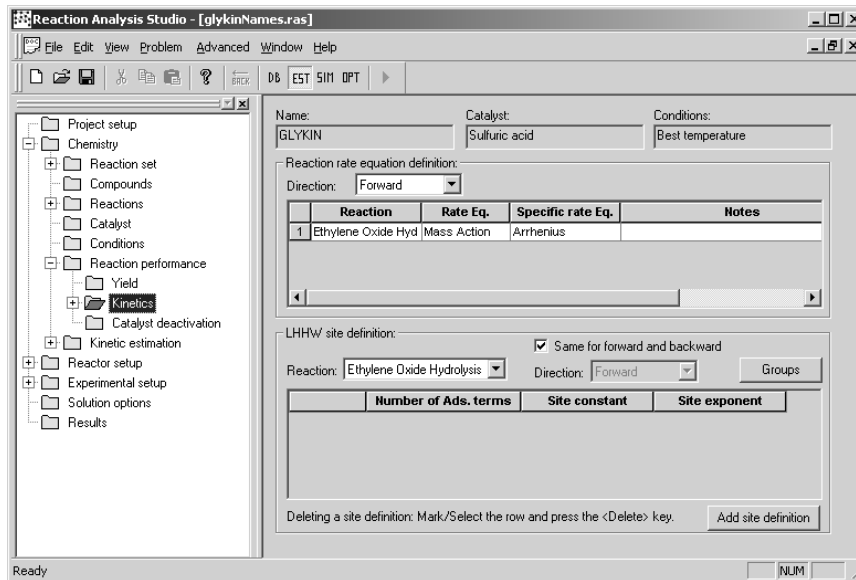 Reaction Analysis Studio - [glykinNames.ras]
File Edit View Problem Advanced Window Help
BACK DB EST SIM OPT
Project setup
Chemistry
Reaction set
Compounds
Reactions
Catalyst
Conditions
Reaction performance
Yield
Kinetics
Catalyst deactivation
Kinetic estimation
Reactor setup
Experimental setup
Solution options
Results
Name: Catalyst: Conditions:
GLYKIN Sulfuric acid Best temperature
Reaction rate equation definition:
Direction: Forward
Reaction Rate Eq. Specific rate Eq. Notes
1 Ethylene Oxide Hyd Mass Action Arrhenius
LHHW site definition:
Same for forward and backward
Reaction: Ethylene Oxide Hydrolysis Direction: Forward Groups
Number of Ads. terms Site constant Site exponent
Deleting a site definition: Mark/Select the row and press the <Delete> key. Add site definition
Ready NUM